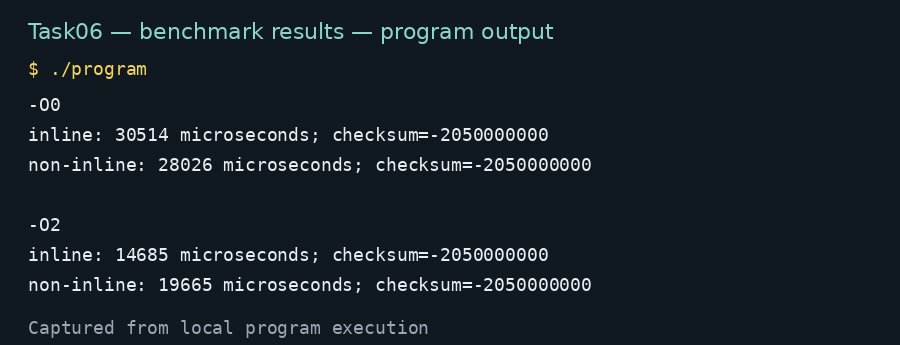 Task06 — benchmark results — program output
$ ./program
-O0
inline: 30514 microseconds; checksum=-2050000000
non-inline: 28026 microseconds; checksum=-2050000000
-O2
inline: 14685 microseconds; checksum=-2050000000
non-inline: 19665 microseconds; checksum=-2050000000
Captured from local program execution